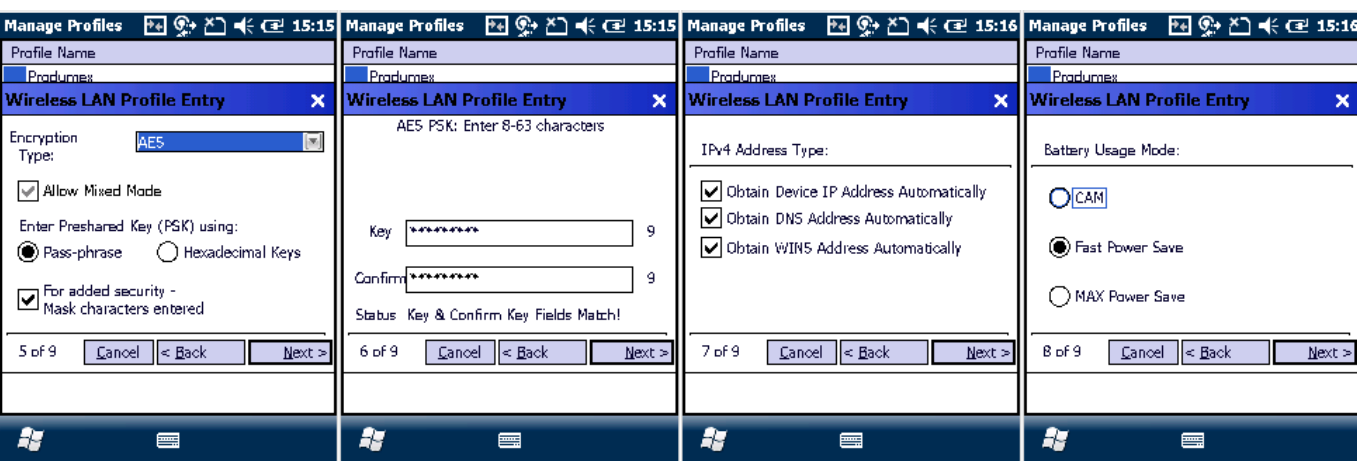 Manage Profiles 15:15
Profile Name
Produmex
Wireless LAN Profile Entry
Encryption
Type:
AES
Allow Mixed Mode
Enter Preshared Key (PSK) using:
Pass-phrase Hexadecimal Keys
For added security -
Mask characters entered
5 of 9 Cancel < Back Next >
Manage Profiles 15:15
Profile Name
Produmex
Wireless LAN Profile Entry
AES PSK: Enter 8-63 characters
Key ********* 9
Confirm ********* 9
Status Key & Confirm Key Fields Match!
6 of 9 Cancel < Back Next >
Manage Profiles 15:16
Profile Name
Produmex
Wireless LAN Profile Entry
IPv4 Address Type:
Obtain Device IP Address Automatically
Obtain DNS Address Automatically
Obtain WINS Address Automatically
7 of 9 Cancel < Back Next >
Manage Profiles 15:16
Profile Name
Produmex
Wireless LAN Profile Entry
Battery Usage Mode:
CAM
Fast Power Save
MAX Power Save
8 of 9 Cancel < Back Next >